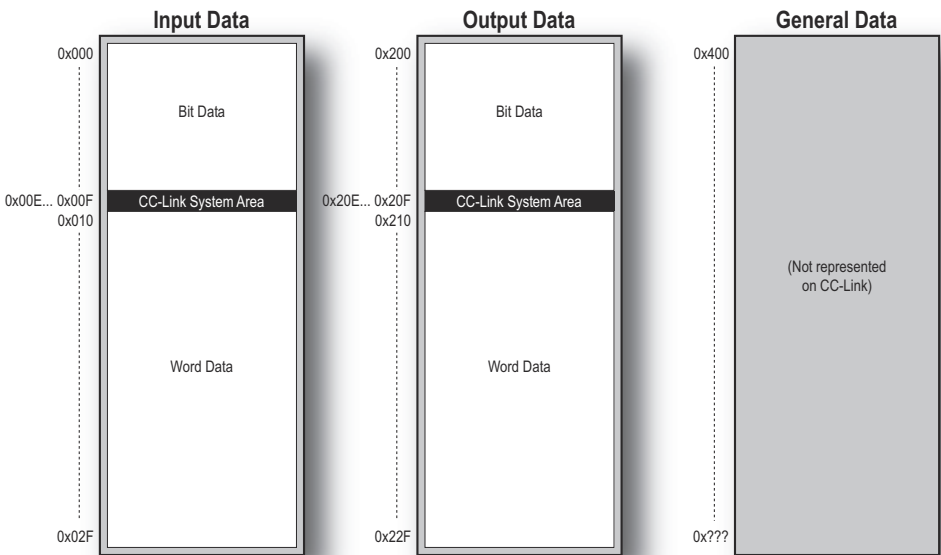 Input Data
0x000
Bit Data
0x00E... 0x00F
CC-Link System Area
0x010
Word Data
0x02F
Output Data
0x200
Bit Data
0x20E... 0x20F
CC-Link System Area
0x210
Word Data
0x22F
General Data
0x400
(Not represented
on CC-Link)
0x???